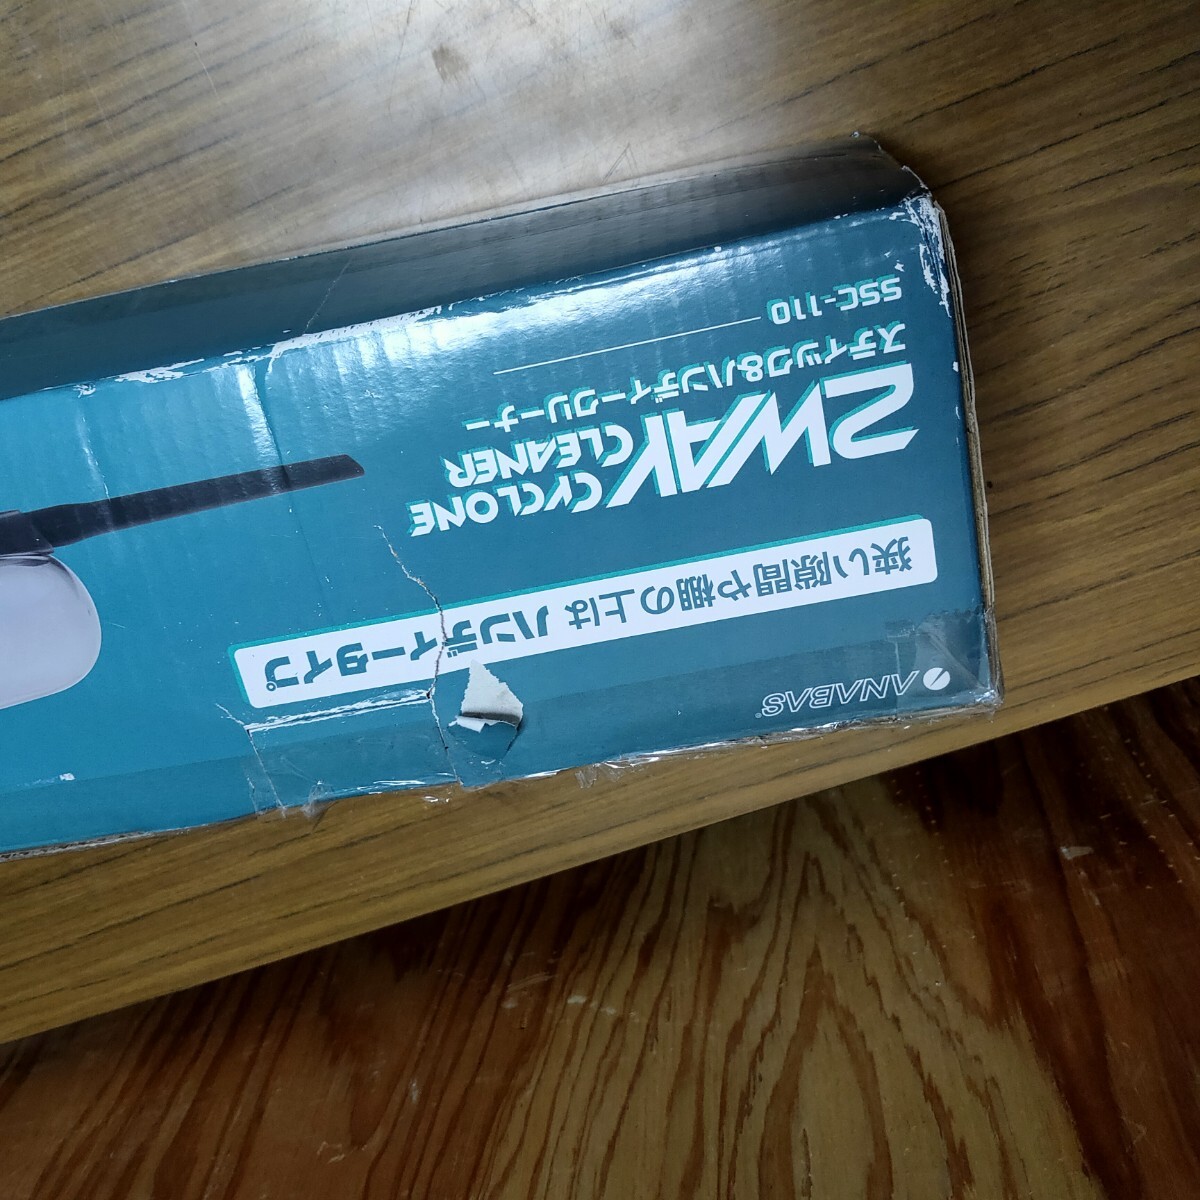 ANABAS®
狭い隙間や棚の上は ハンディータイプ
2WAY CYCLONE CLEANER
スティック&ハンディークリーナー
SSC-110